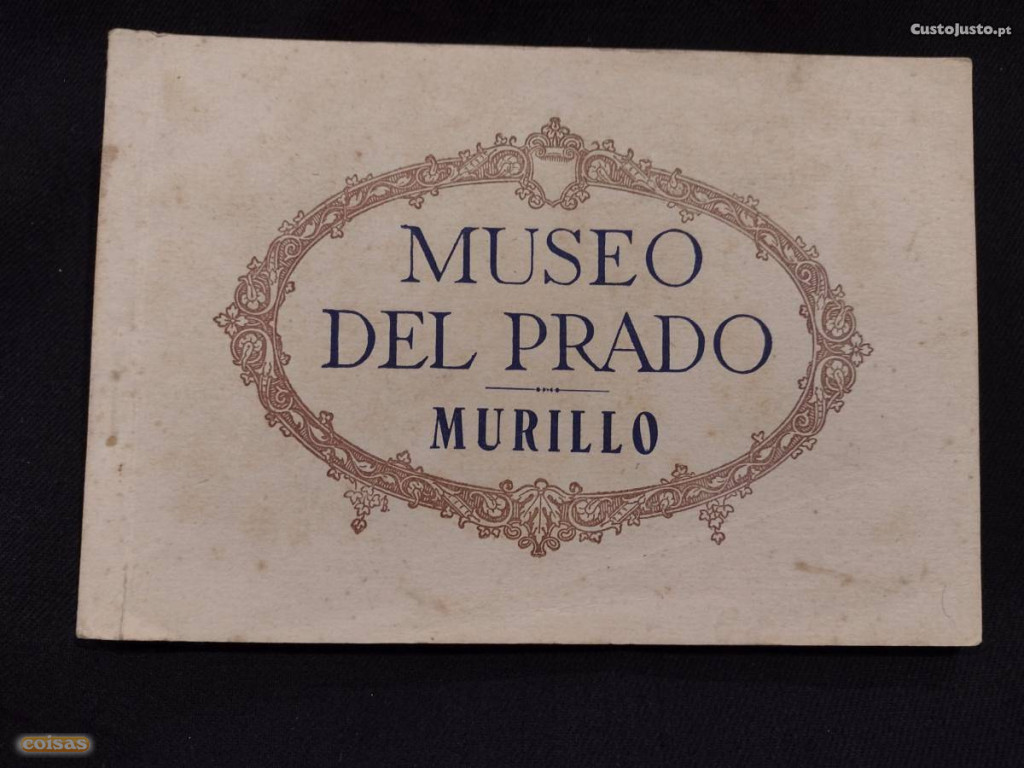 CustoJusto.pt
MUSEO
DEL PRADO
MURILLO
coisas